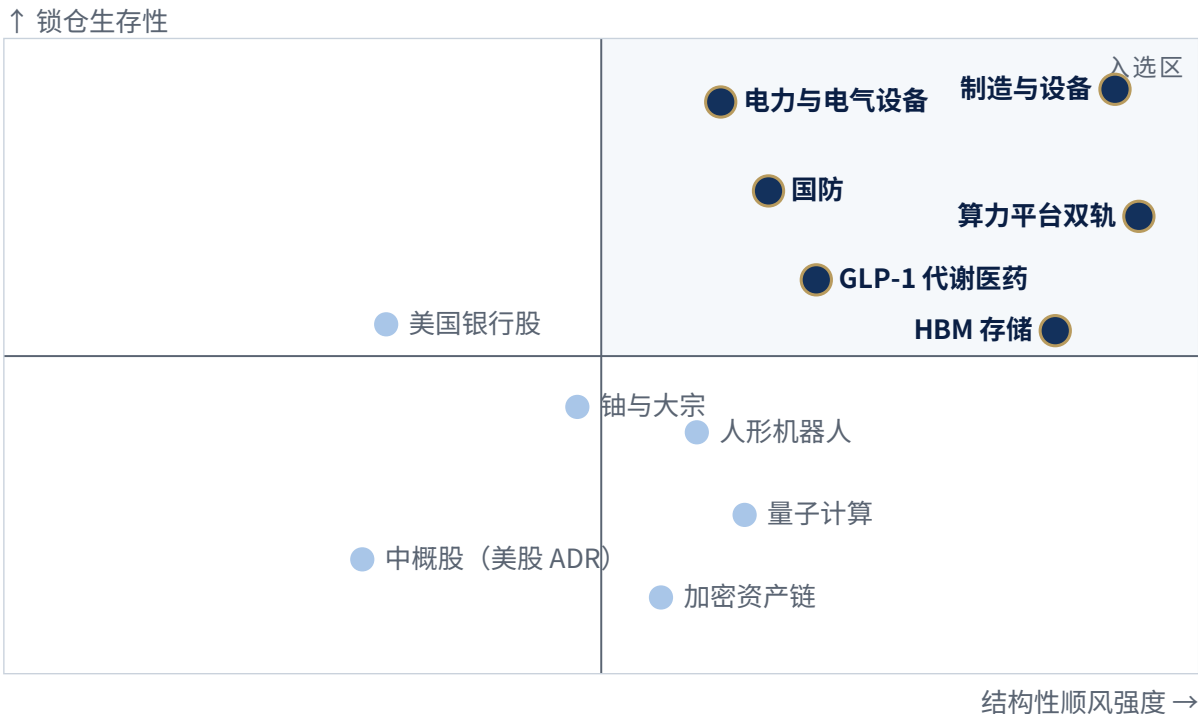 ↑ 锁仓生存性
入选区
制造与设备
电力与电气设备
国防
算力平台双轨
GLP-1 代谢医药
美国银行股
HBM 存储
铀与大宗
人形机器人
量子计算
中概股（美股 ADR）
加密资产链
结构性顺风强度 →